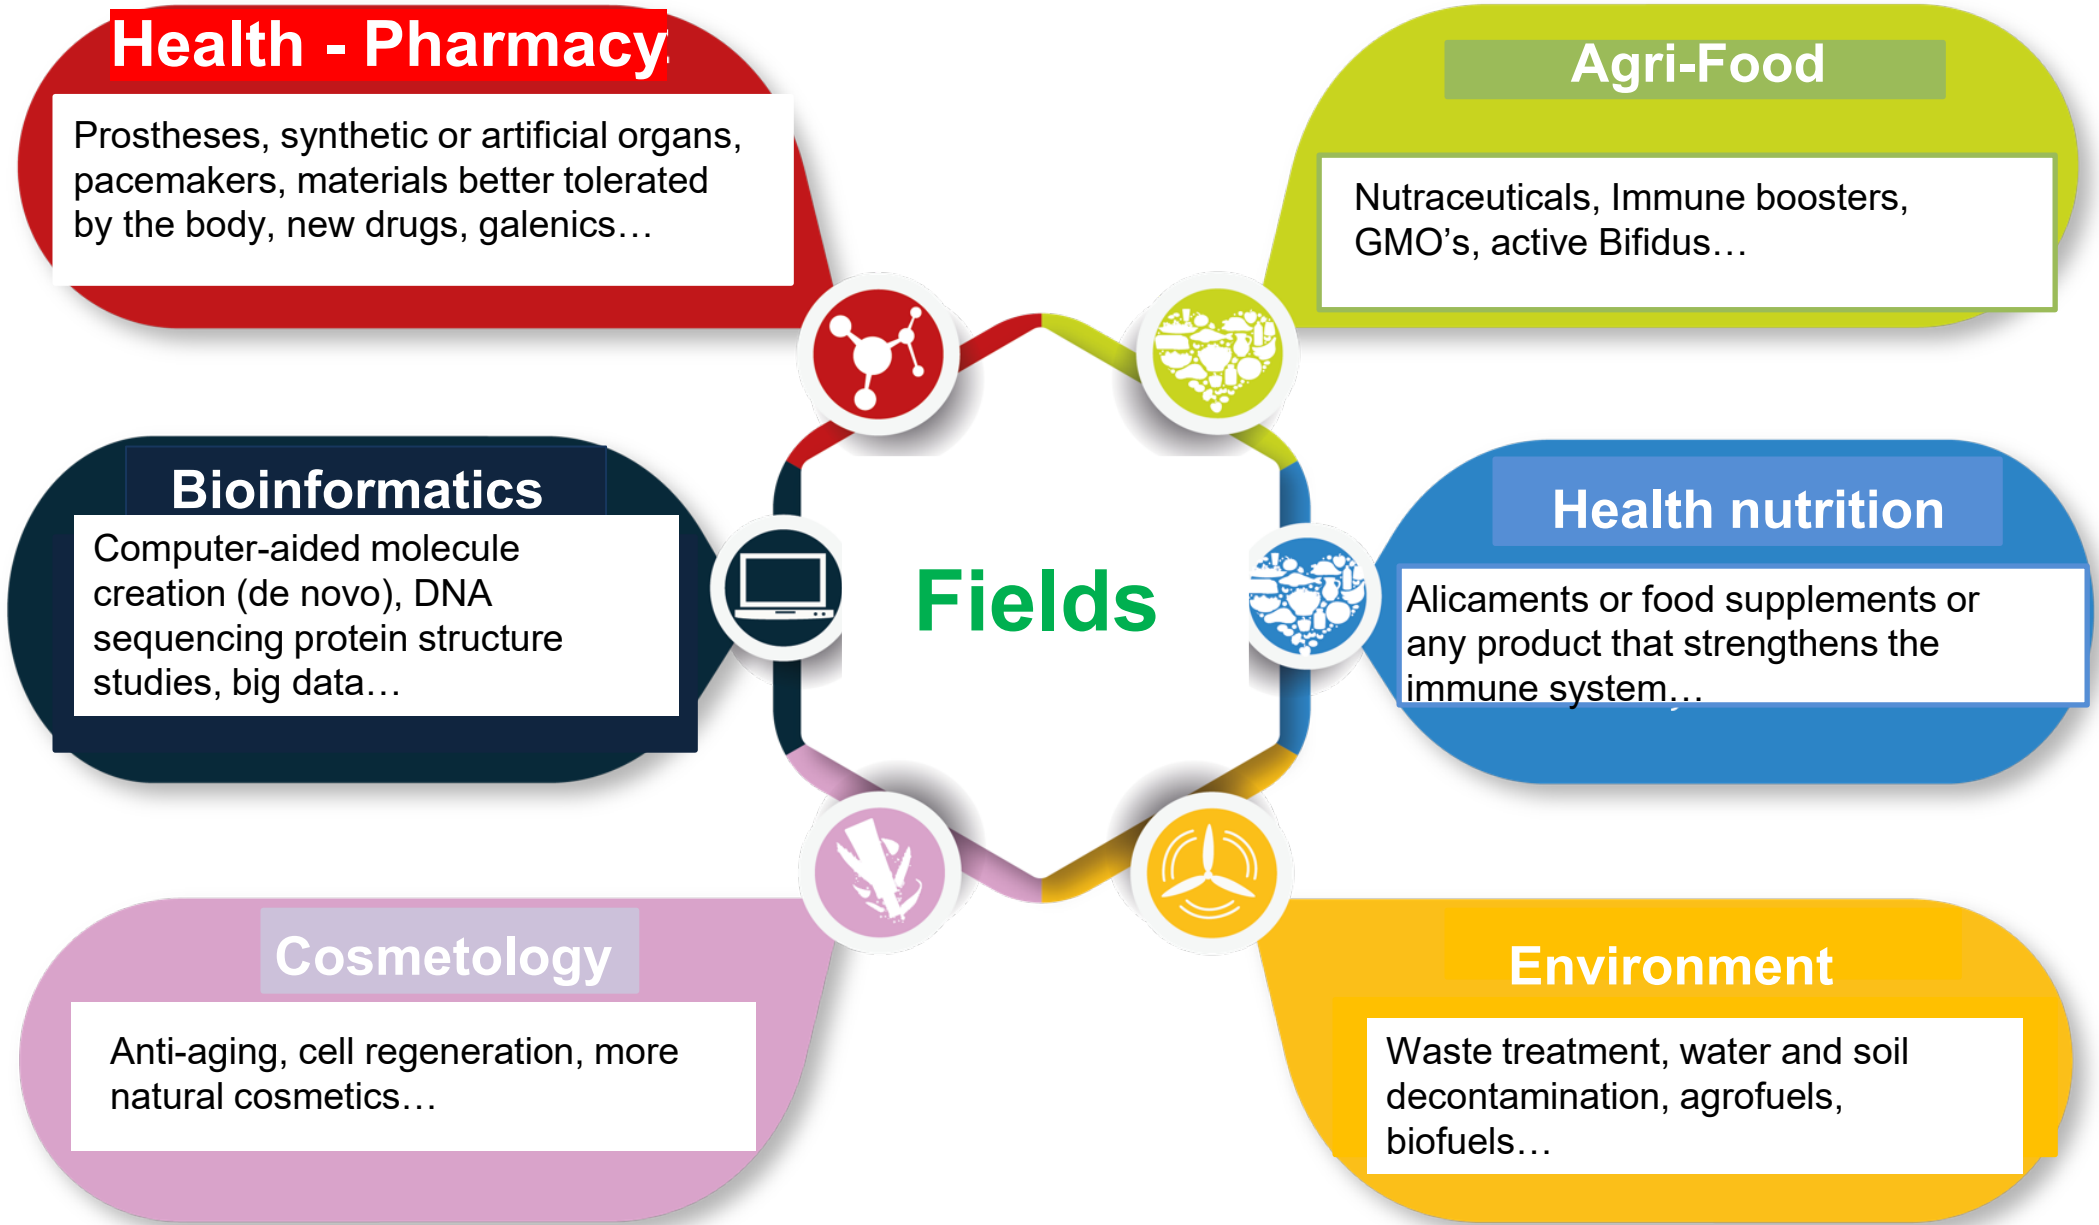 Health - Pharmacy
Prostheses, synthetic or artificial organs,
pacemakers, materials better tolerated
by the body, new drugs, galenics…
Agri-Food
Nutraceuticals, Immune boosters,
GMO’s, active Bifidus…
Bioinformatics
Computer-aided molecule
creation (de novo), DNA
sequencing protein structure
studies, big data…
Fields
Health nutrition
Alicaments or food supplements or
any product that strengthens the
immune system…
Cosmetology
Anti-aging, cell regeneration, more
natural cosmetics…
Environment
Waste treatment, water and soil
decontamination, agrofuels,
biofuels…